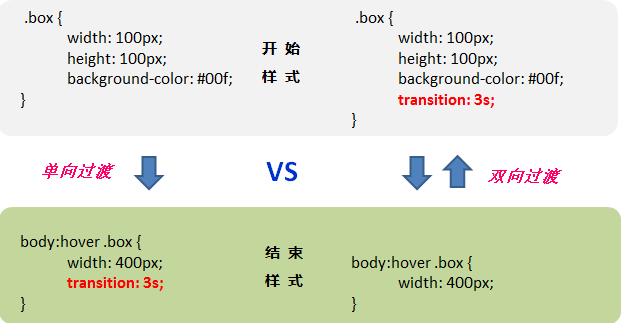 .box {
width: 100px;
height: 100px;
background-color: #00f;
}
开 始
样 式
.box {
width: 100px;
height: 100px;
background-color: #00f;
transition: 3s;
}
单向过渡
VS
双向过渡
body:hover .box {
width: 400px;
transition: 3s;
}
结 束
样 式
body:hover .box {
width: 400px;
}